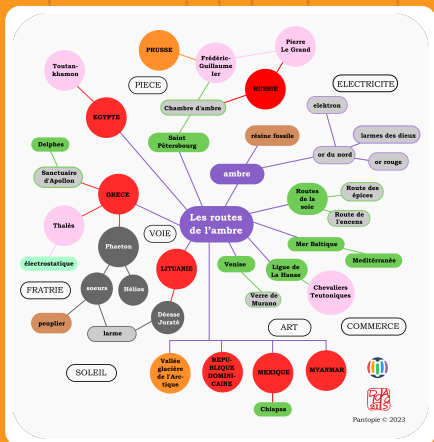 PRUSSE
Frédéric-
Guillaume
Ier
Pierre
Le Grand
Toutan-
khamon
PIECE
RUSSIE
ELECTRICITE
Chambre d'ambre
elektron
EGYPTE
Saint
Pétersbourg
résine fossile
larmes des dieux
Delphes
or du nord
or rouge
Sanctuaire
d'Apollon
ambre
GRECE
Routes
de la
soie
Route des
épices
Route de
l'encens
Thalès
Les routes
de l'ambre
VOIE
Phaeton
Mer Baltique
électrostatique
LITUANIE
Venise
Ligue de
La Hanse
Meditérranée
FRATRIE
soeurs
Hélios
Chevaliers
Teutoniques
Verre de
Murano
peuplier
larme
Déesse
Juraté
ART
COMMERCE
SOLEIL
Vallée
glacière
de l'Arc-
tique
REPU-
BLIQUE
DOMINI-
CAINE
MEXIQUE
MYANMAR
Chiapas
Pantopie © 2023